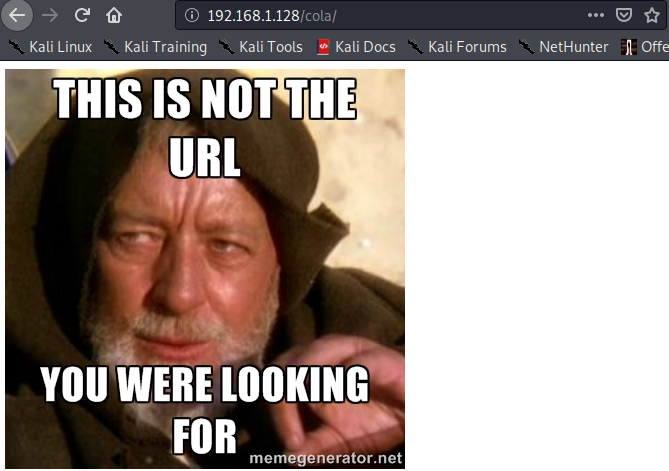 192.168.1.128/cola/
Kali Linux Kali Training Kali Tools Kali Docs Kali Forums NetHunter Offe
THIS IS NOT THE
URL
YOU WERE LOOKING
FOR
memegenerator.net